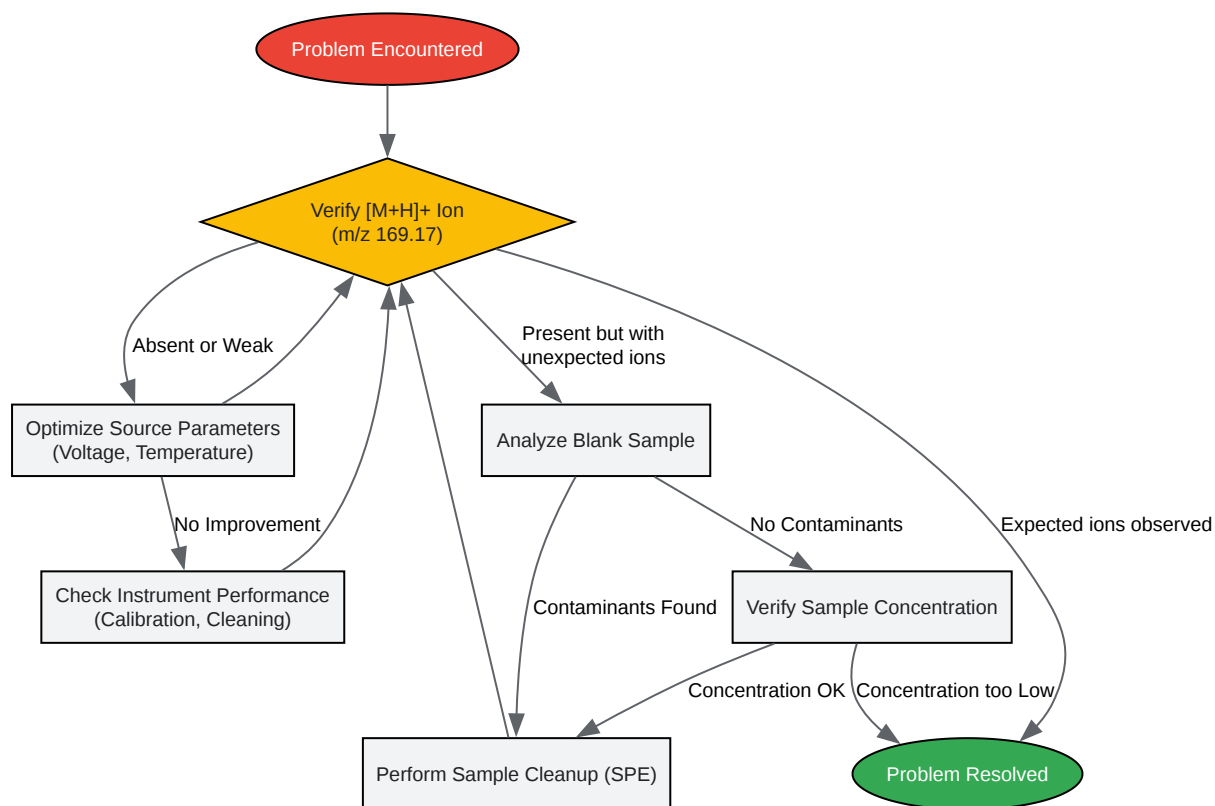 Problem Encountered
Verify [M+H]+ Ion
(m/z 169.17)
Absent or Weak
Present but with
unexpected ions
Optimize Source Parameters
(Voltage, Temperature)
Analyze Blank Sample
No Improvement
No Contaminants
Expected ions observed
Check Instrument Performance
(Calibration, Cleaning)
Contaminants Found
Verify Sample Concentration
Concentration OK
Concentration too Low
Perform Sample Cleanup (SPE)
Problem Resolved